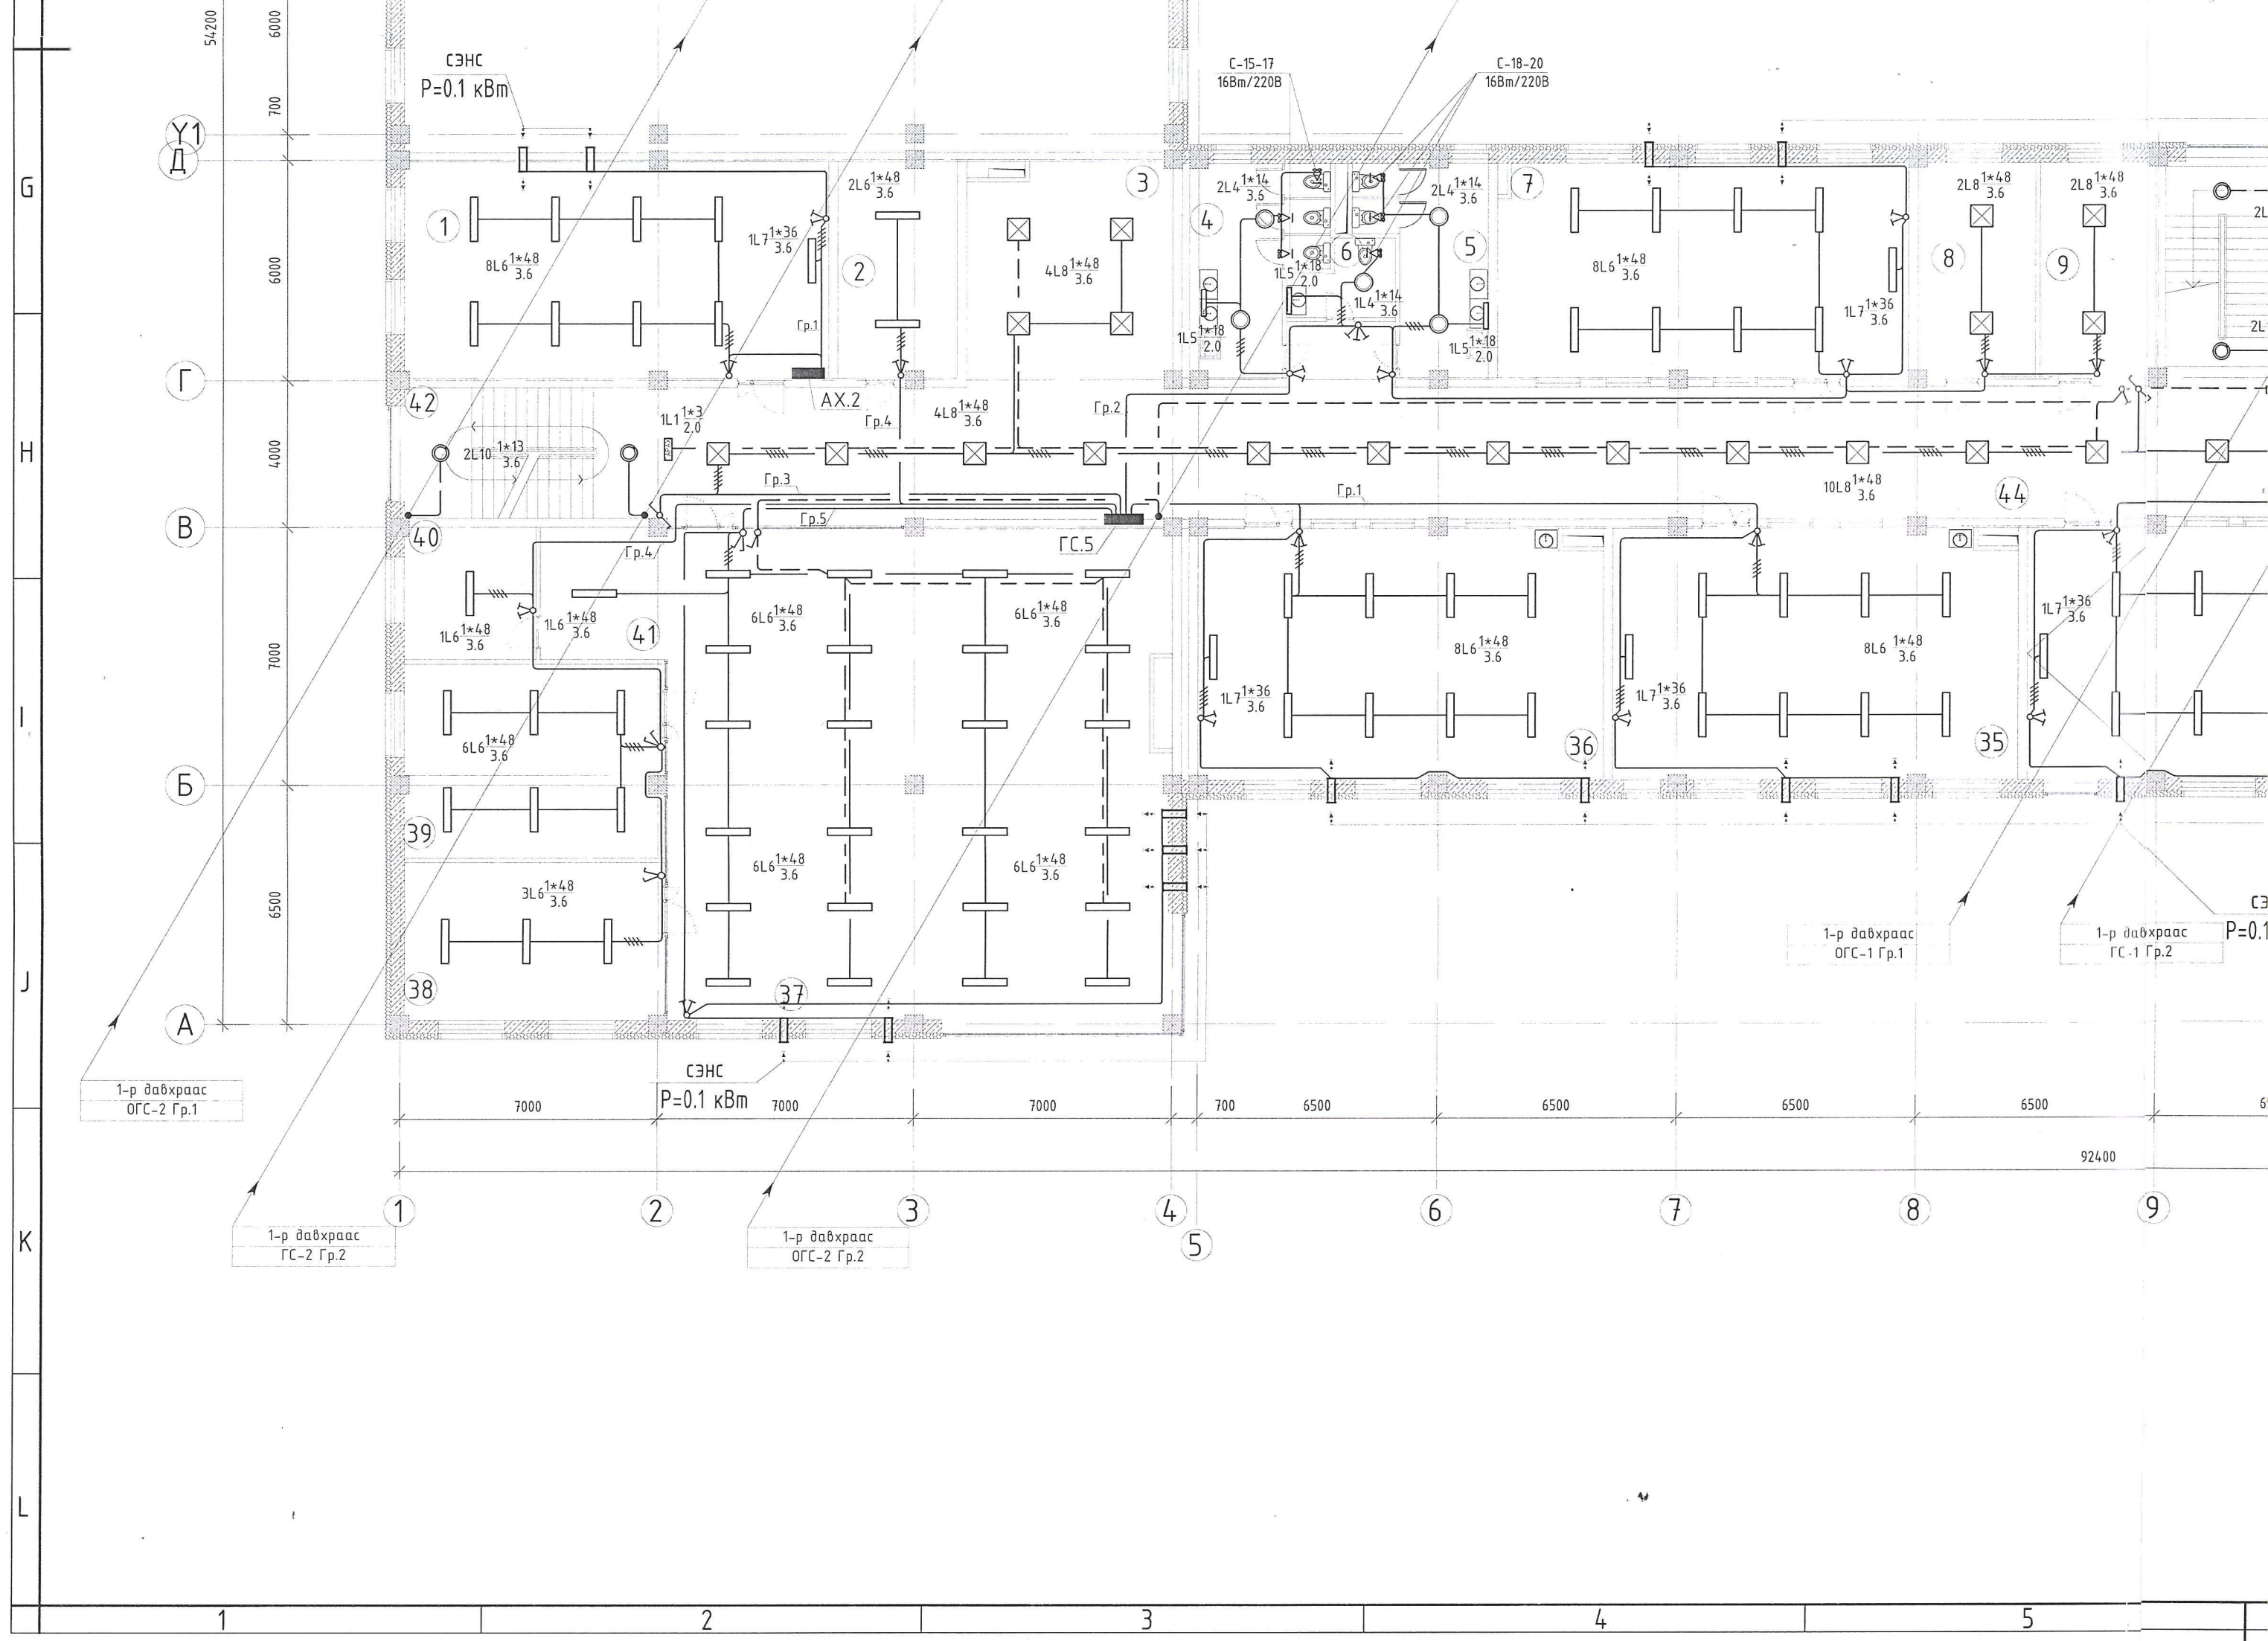 54200
6000
700
6000
4000
7000
6500
G
H
I
J
K
L
Y1
Д
Г
В
Б
А
СЭНС
P=0.1 кВт
С-15-17
16Вт/220В
С-18-20
16Вт/220В
1
8L6 1*48
3.6
1L7 1*36
3.6
2L6 1*48
3.6
2
Гр.1
АХ.2
3
4L8 1*48
3.6
4
2L4 1*14
3.6
2L4 1*14
3.6
5
6
1L5 1*18
2.0
1L4 1*14
3.6
1L5 1*18
2.0
1L5 1*18
2.0
7
8L6 1*48
3.6
1L7 1*36
3.6
2L8 1*48
3.6
8
2L8 1*48
3.6
9
2L
2L
42
2L10 1*13
3.6
1L1 1*3
2.0
Гр.4
4L8 1*48
3.6
Гр.2
Гр.3
Гр.5
Гр.4
ГС.5
Гр.1
10L8 1*48
3.6
44
40
1L6 1*48
3.6
1L6 1*48
3.6
41
6L6 1*48
3.6
6L6 1*48
3.6
6L6 1*48
3.6
39
6L6 1*48
3.6
6L6 1*48
3.6
3L6 1*48
3.6
38
37
1L7 1*36
3.6
8L6 1*48
3.6
36
1L7 1*36
3.6
8L6 1*48
3.6
35
1L7 1*36
3.6
СЭ
P=0.1
1-р давхраас
ОГС-1 Гр.1
1-р давхраас
ГС-1 Гр.2
СЭНС
P=0.1 кВт
1-р давхраас
ОГС-2 Гр.1
1-р давхраас
ГС-2 Гр.2
1-р давхраас
ОГС-2 Гр.2
7000
7000
7000
700
6500
6500
6500
6500
6
92400
1
2
3
4
5
6
7
8
9
1
2
3
4
5